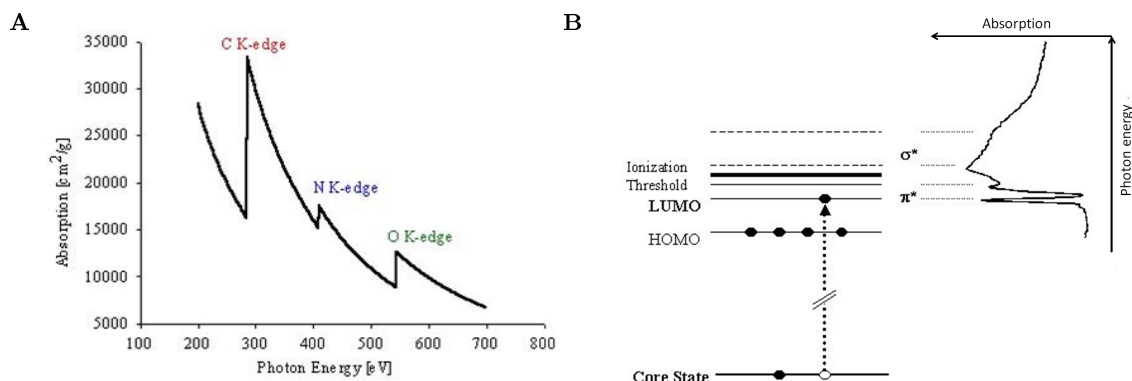 A
C K-edge
N K-edge
O K-edge
Absorption [cm²/g]
35000
30000
25000
20000
15000
10000
5000
100 200 300 400 500 600 700 800
Photon Energy [eV]
B
Absorption
Photon energy
σ*
π*
Ionization
Threshold
LUMO
HOMO
Core State